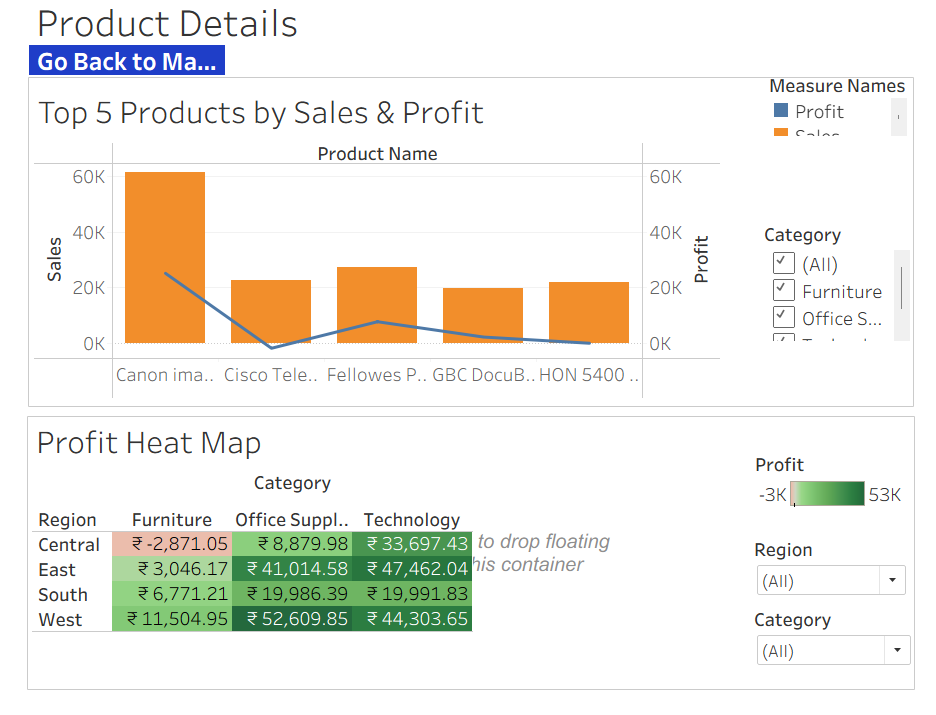 Product Details
Go Back to Ma...
Top 5 Products by Sales & Profit
Measure Names
Profit
Sales
Product Name
60K
40K
20K
0K
Sales
60K
40K
20K
0K
Profit
Canon ima.. Cisco Tele.. Fellowes P.. GBC DocuB.. HON 5400 ..
Category
(All)
Furniture
Office S...
Profit Heat Map
Category
Region Furniture Office Suppl.. Technology
Central ₹ -2,871.05 ₹ 8,879.98 ₹ 33,697.43
East ₹ 3,046.17 ₹ 41,014.58 ₹ 47,462.04
South ₹ 6,771.21 ₹ 19,986.39 ₹ 19,991.83
West ₹ 11,504.95 ₹ 52,609.85 ₹ 44,303.65
to drop floating
his container
Profit
-3K 53K
Region
(All)
Category
(All)